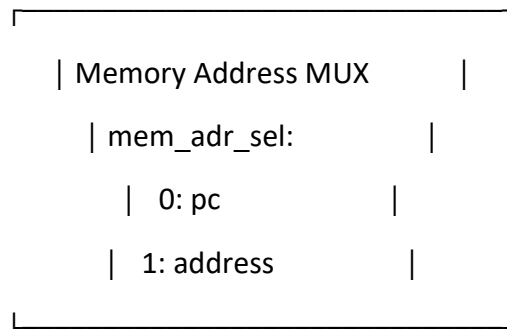 ┌─────────────────────────
| Memory Address MUX |
| mem_adr_sel: |
| 0: pc |
| 1: address |
└─────────────────────────